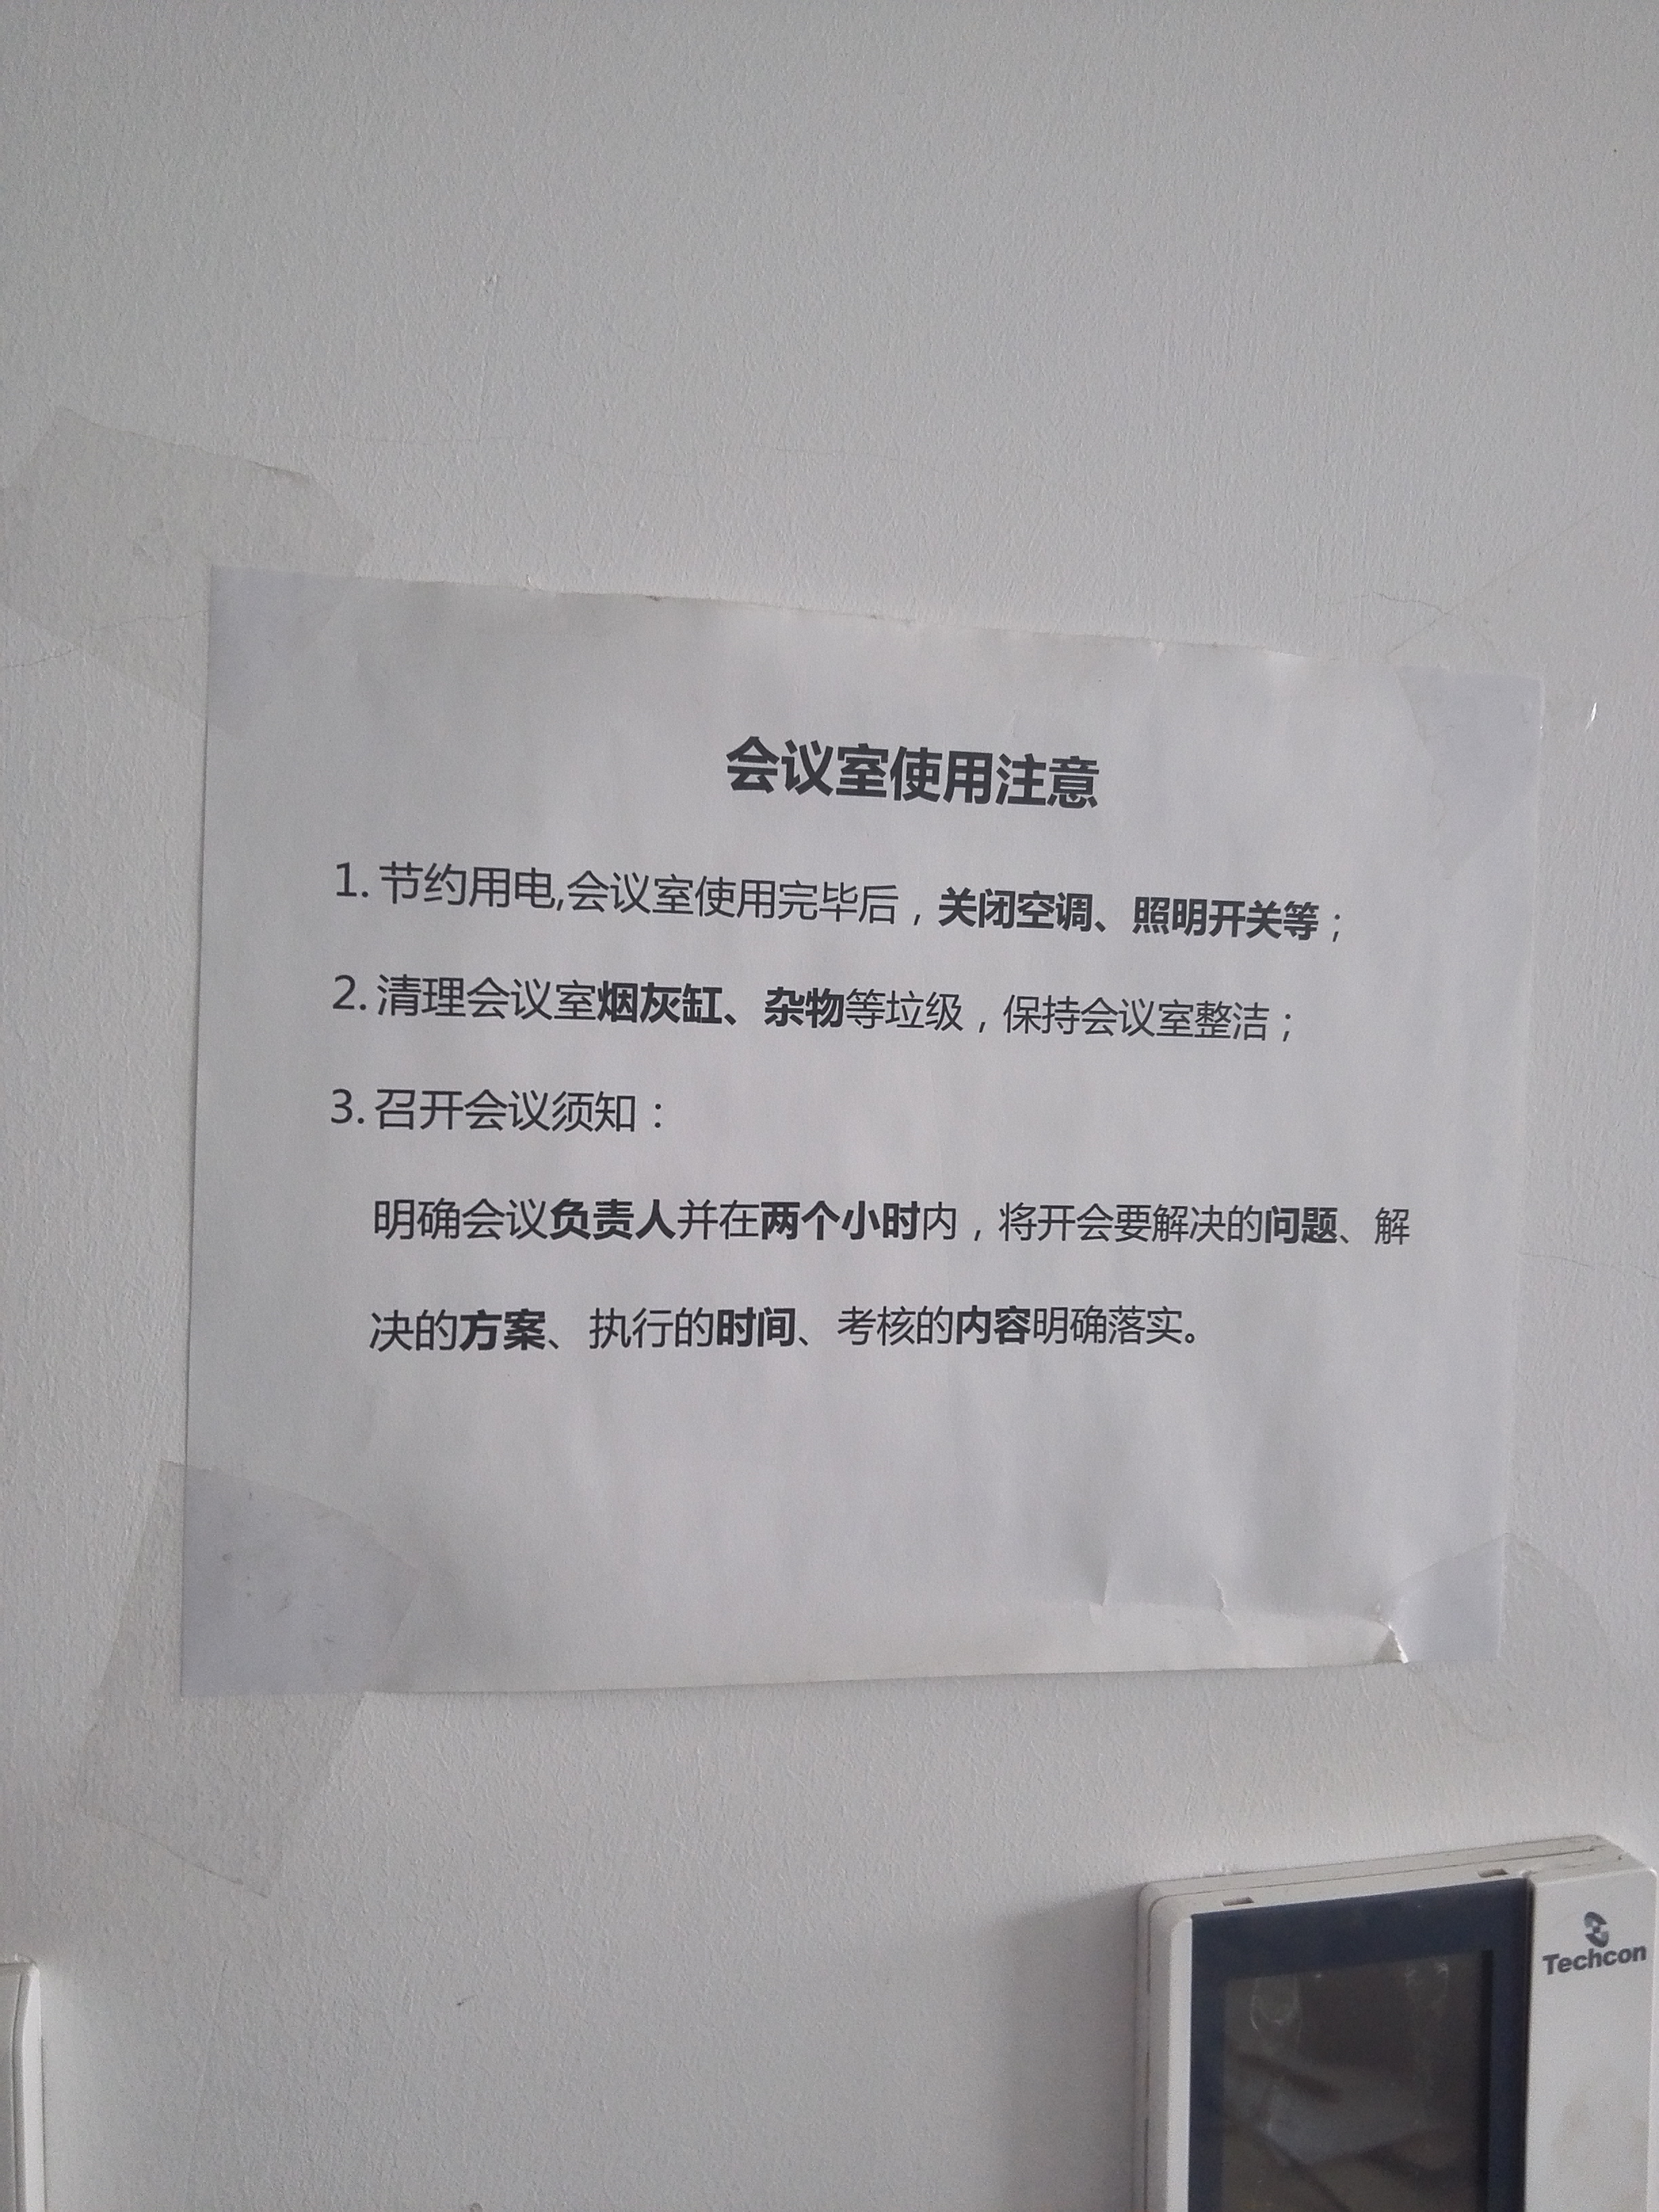 会议室使用注意
1. 节约用电,会议室使用完毕后，关闭空调、照明开关等；
2. 清理会议室烟灰缸、杂物等垃级，保持会议室整洁；
3. 召开会议须知：
明确会议负责人并在两个小时内，将开会要解决的问题、解
决的方案、执行的时间、考核的内容明确落实。
Techcon